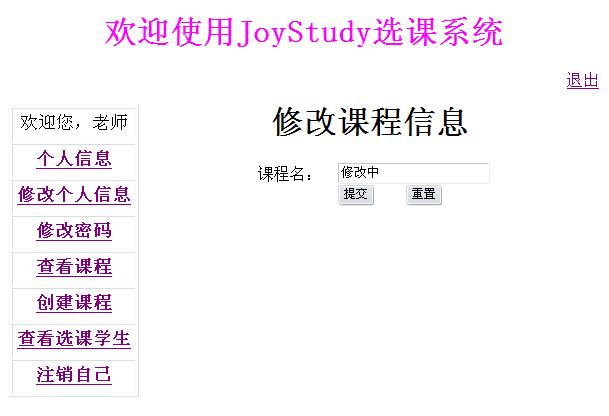 欢迎使用JoyStudy选课系统
退出
欢迎您，老师
个人信息
修改个人信息
修改密码
查看课程
创建课程
查看选课学生
注销自己
修改课程信息
课程名： 修改中
提交 重置